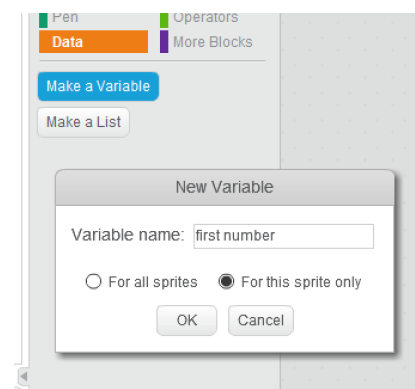 Pen Operators
Data More Blocks
Make a Variable
Make a List
New Variable
Variable name: first number
For all sprites For this sprite only
OK Cancel